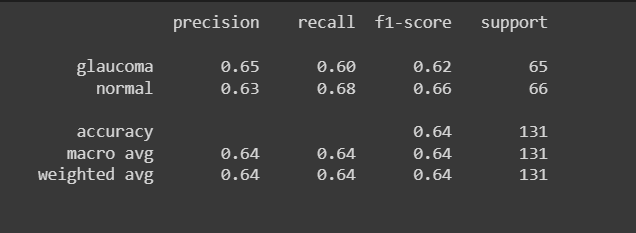 precision recall f1-score support
glaucoma 0.65 0.60 0.62 65
normal 0.63 0.68 0.66 66
accuracy 0.64 131
macro avg 0.64 0.64 0.64 131
weighted avg 0.64 0.64 0.64 131